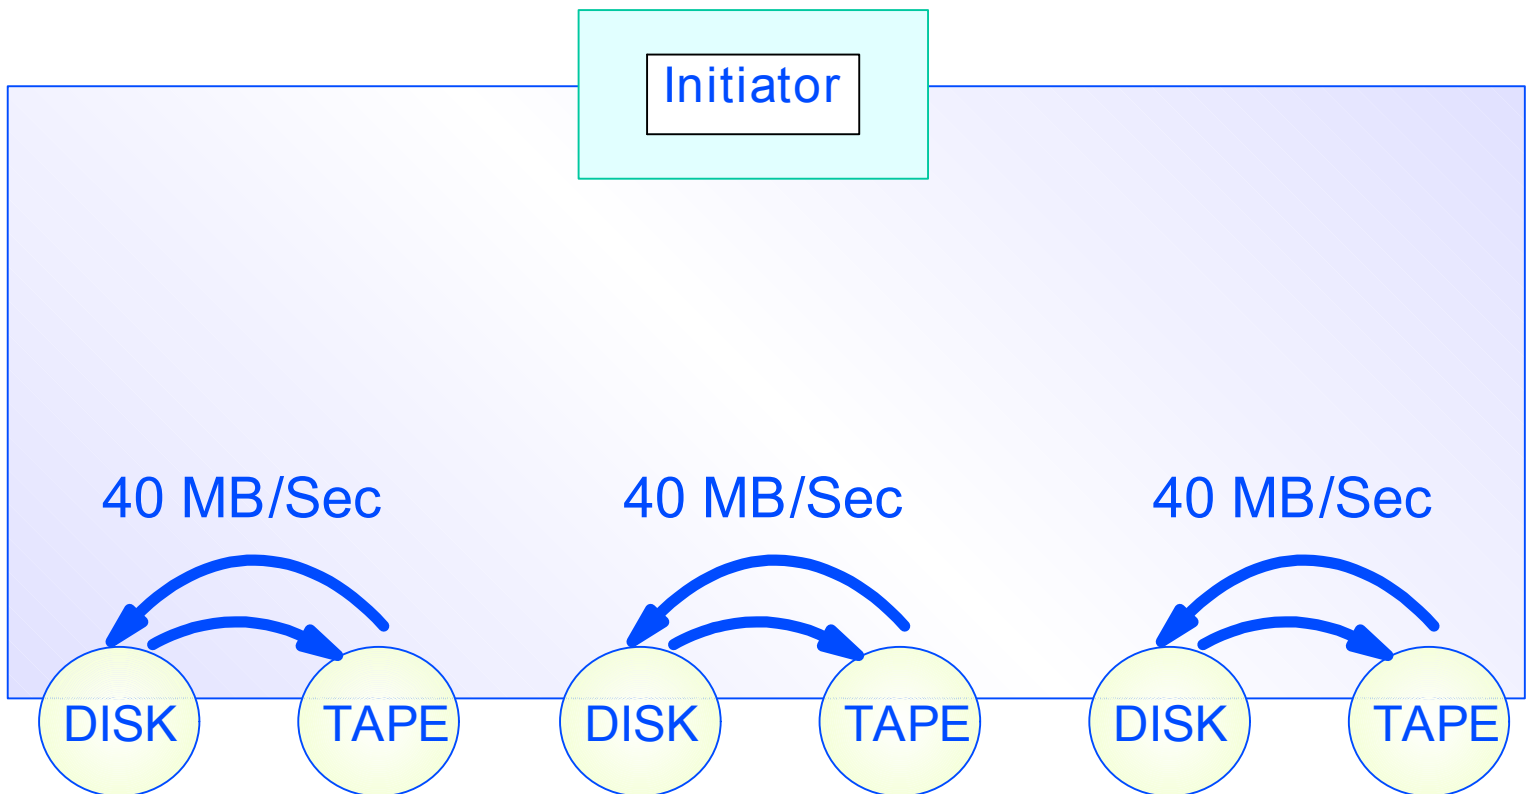 Initiator
40 MB/Sec 40 MB/Sec 40 MB/Sec
DISK TAPE DISK TAPE DISK TAPE